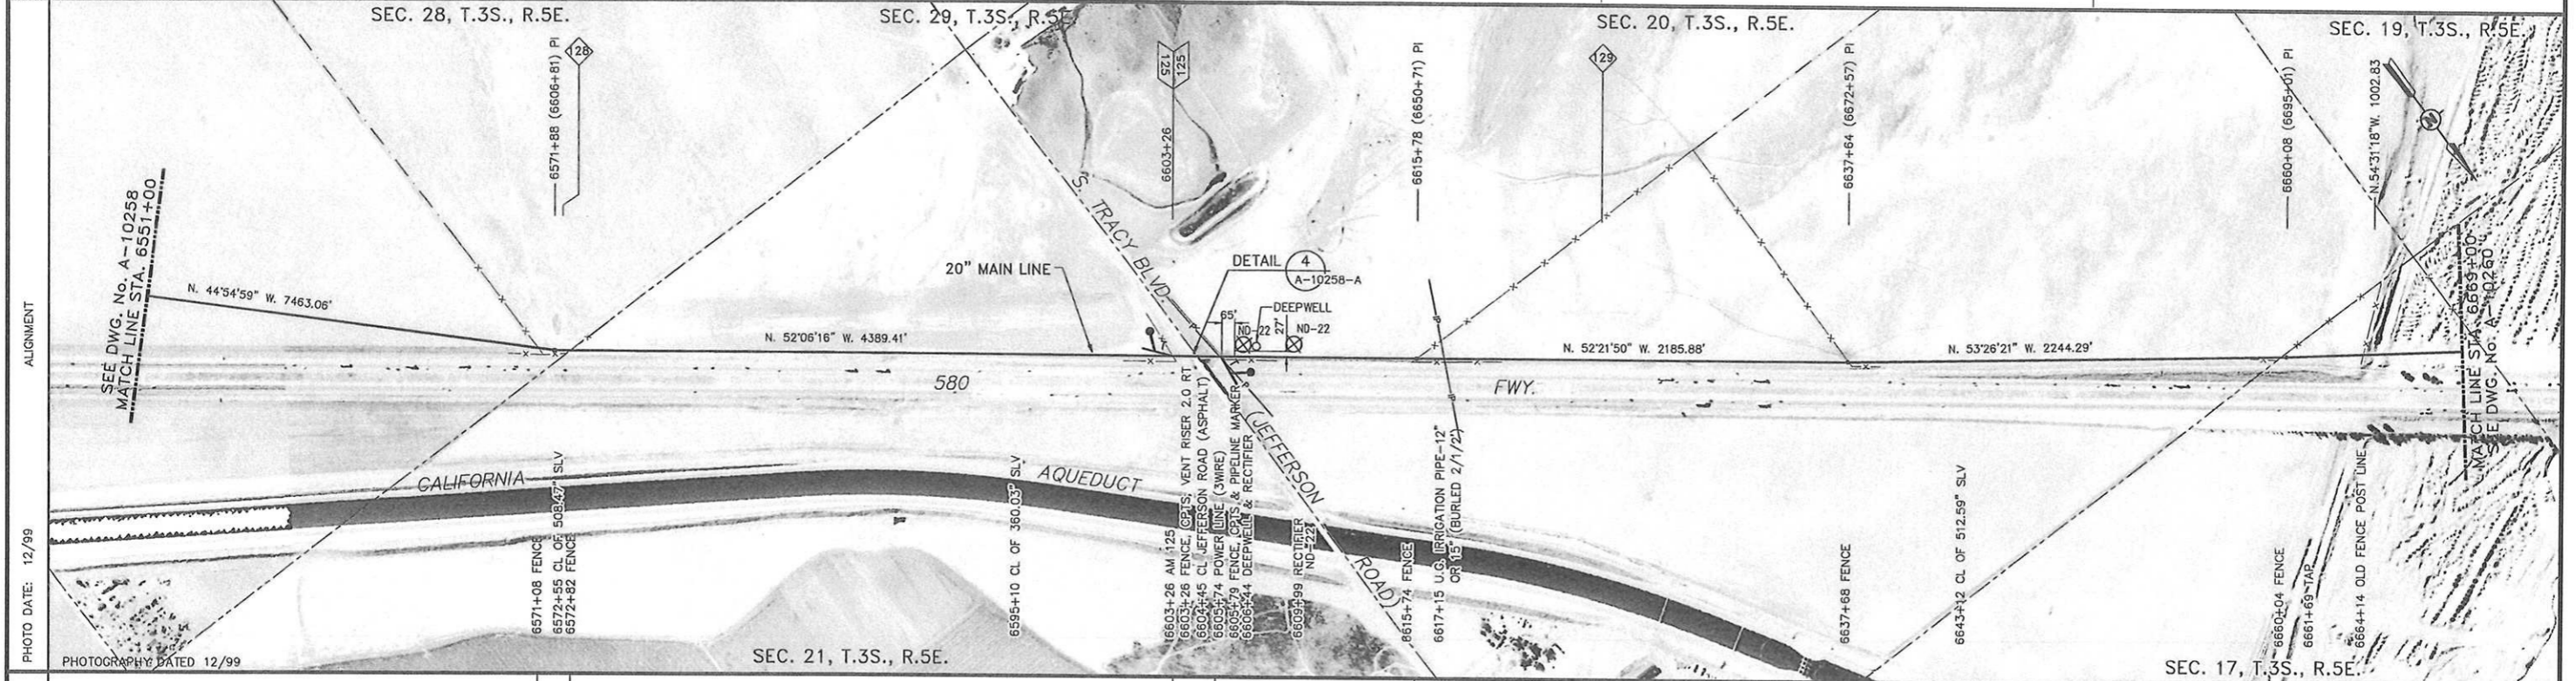 SEC. 28, T.3S., R.5E.
SEC. 29, T.3S., R.5E.
SEC. 20, T.3S., R.5E.
SEC. 19, T.3S., R.5E.
6571+88 (6606+81) PI
128
125
125
6603+26
6615+78 (6650+71) PI
129
6637+64 (6672+57) PI
6660+08 (6695+01) PI
N.54°31'18"W. 1002.83
N
SEE DWG. No. A-10258
MATCH LINE STA. 6551+00
N. 44°54'59" W. 7463.06'
S. TRACY BLVD.
20" MAIN LINE
DETAIL 4
A-10258-A
DEEPWELL
65'
ND-22
27'
ND-22
N. 52°06'16" W. 4389.41'
N. 52°21'50" W. 2185.88'
N. 53°26'21" W. 2244.29'
MATCH LINE STA. 6669+00
SEE DWG. No. A-10260
580
FWY.
(JEFFERSON
ROAD)
CALIFORNIA
AQUEDUCT
6571+08 FENCE
6572+55 CL OF 508.47' SLV
6572+82 FENCE
6595+10 CL OF 360.03' SLV
6603+26 AM 125
6603+26 FENCE, CPTS, VENT RISER 2.0 RT
6604+45 CL JEFFERSON ROAD (ASPHALT)
6605+74 POWER LINE (3WIRE)
6605+79 FENCE, CPTS, & PIPELINE MARKER
6606+44 DEEPWELL & RECTIFIER
6609+99 RECTIFIER
ND-22
6615+74 FENCE
6617+15 U.G. IRRIGATION PIPE-12"
OR 15" (BURLED 2/1/2')
6637+68 FENCE
6643+12 CL OF 512.59" SLV
6660+04 FENCE
6661+69 TAP
6664+14 OLD FENCE POST LINE
ALIGNMENT
PHOTO DATE: 12/99
PHOTOGRAPHY DATED 12/99
SEC. 21, T.3S., R.5E.
SEC. 17, T.3S., R.5E.